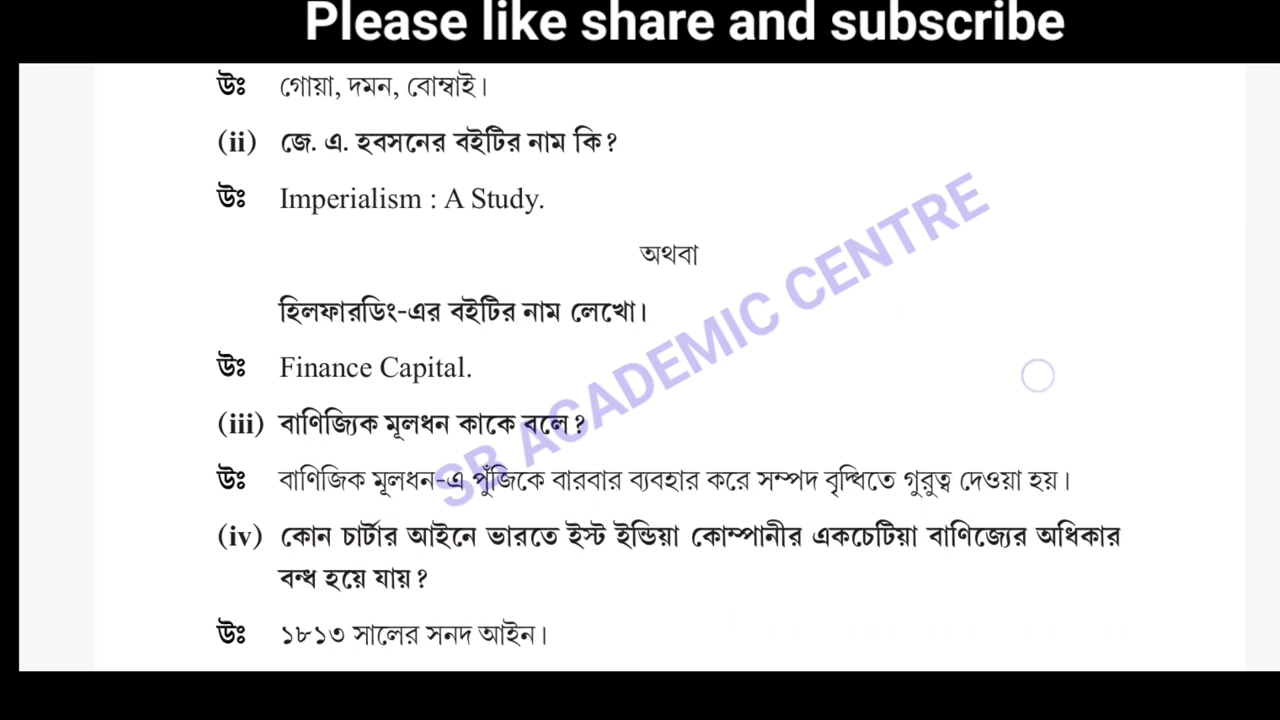 Please like share and subscribe
উঃ গোয়া, দমন, বোম্বাই।
(ii) জে. এ. হবসনের বইটির নাম কি?
উঃ Imperialism : A Study.
অথবা
হিলফারডিং-এর বইটির নাম লেখো।
উঃ Finance Capital.
(iii) বাণিজ্যিক মূলধন কাকে বলে?
উঃ বাণিজিক মূলধন-এ পুঁজিকে বারবার ব্যবহার করে সম্পদ বৃদ্ধিতে গুরুত্ব দেওয়া হয়।
(iv) কোন চার্টার আইনে ভারতে ইস্ট ইন্ডিয়া কোম্পানীর একচেটিয়া বাণিজ্যের অধিকার
বন্ধ হয়ে যায়?
উঃ ১৮১৩ সালের সনদ আইন।
SR ACADEMIC CENTRE